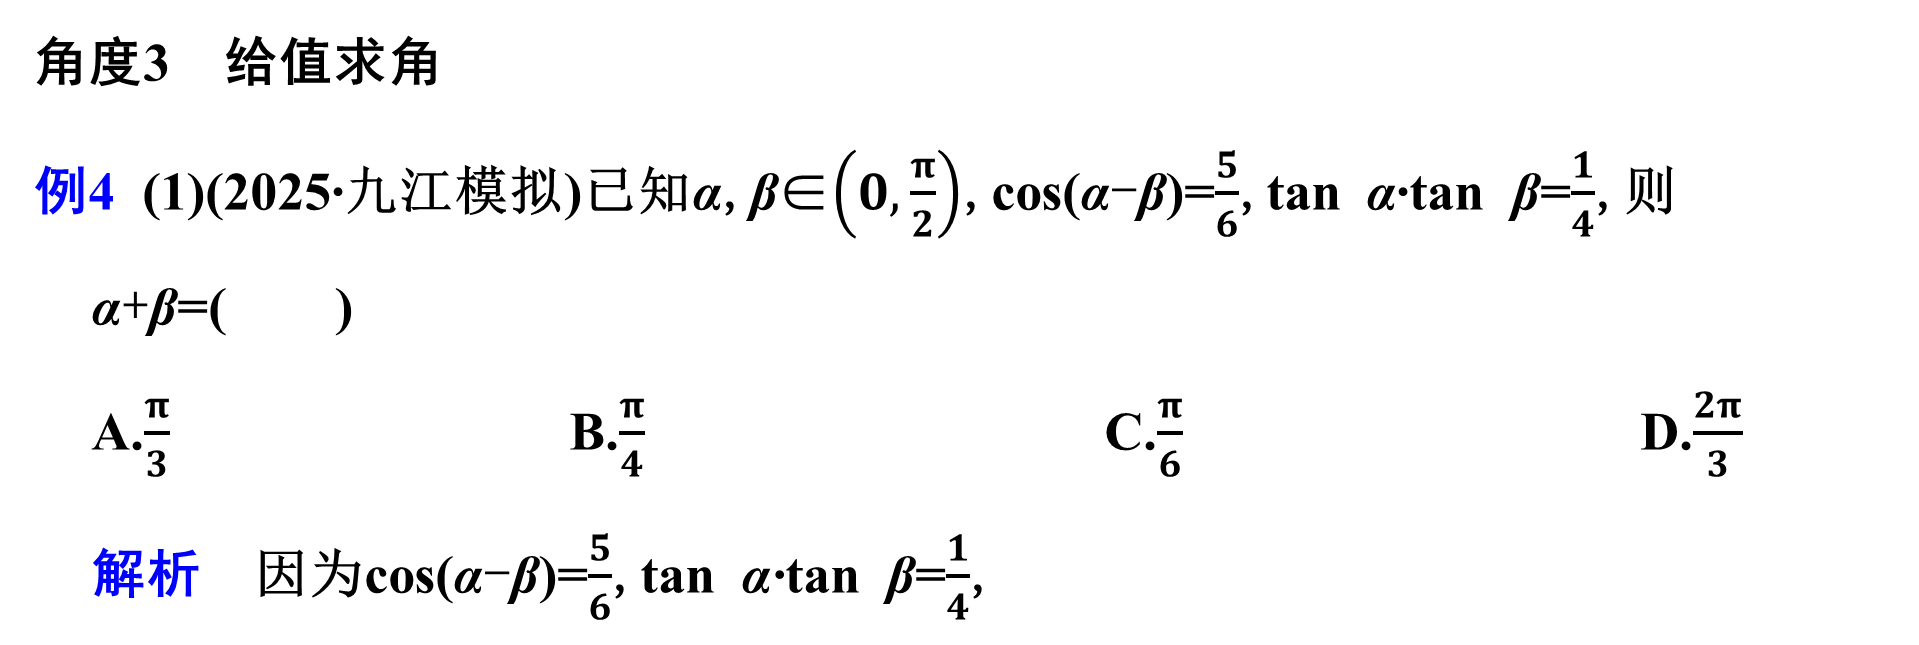 角度3 给值求角
例4 (1)(2025·九江模拟)已知α, β∈(0, π/2), cos(α−β)=5/6, tan α·tan β=1/4, 则
α+β=( )
A.π/3 B.π/4 C.π/6 D.2π/3
解析 因为cos(α−β)=5/6, tan α·tan β=1/4,